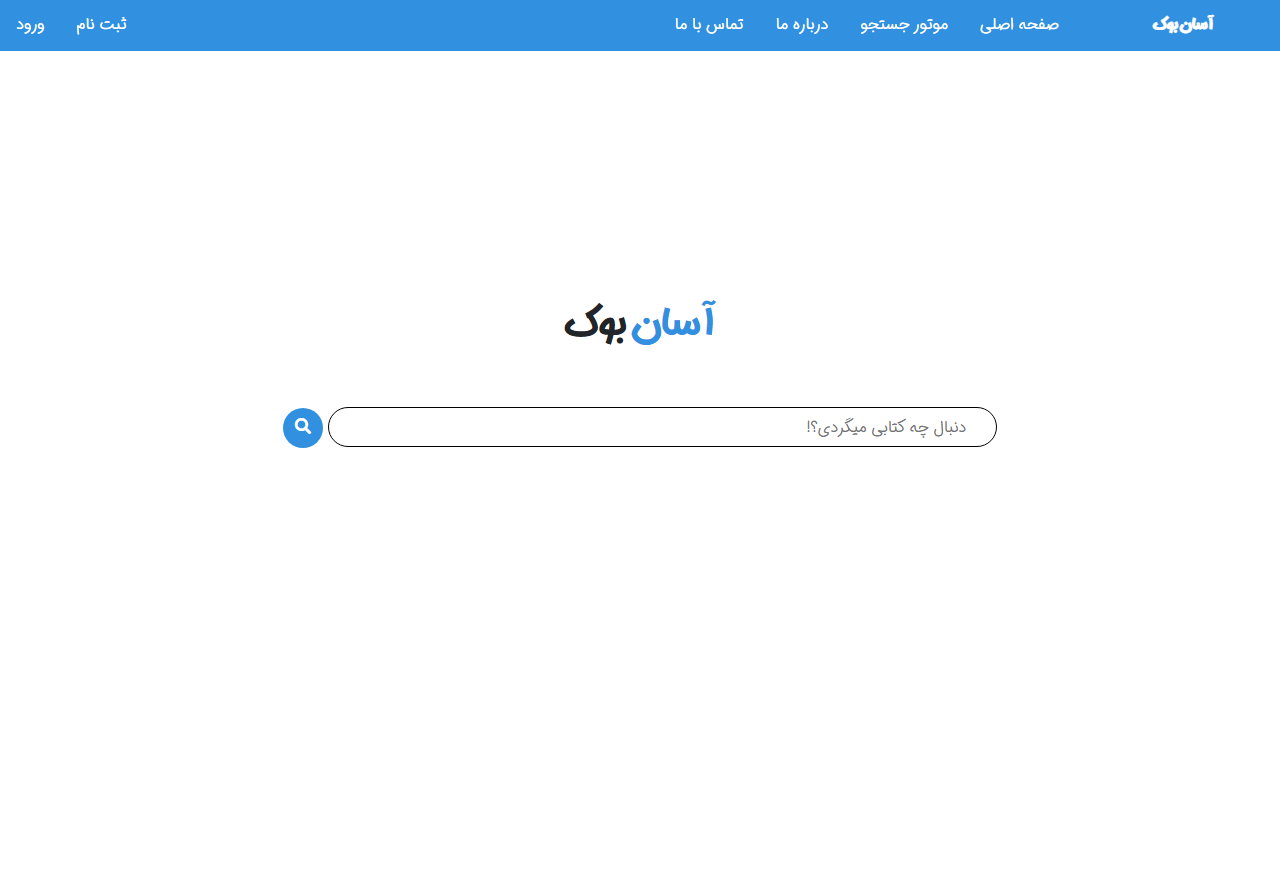 آسان بوک صفحه اصلی موتور جستجو درباره ما تماس با ما ثبت نام ورود
آسان بوک
دنبال چه کتابی میگردی؟!